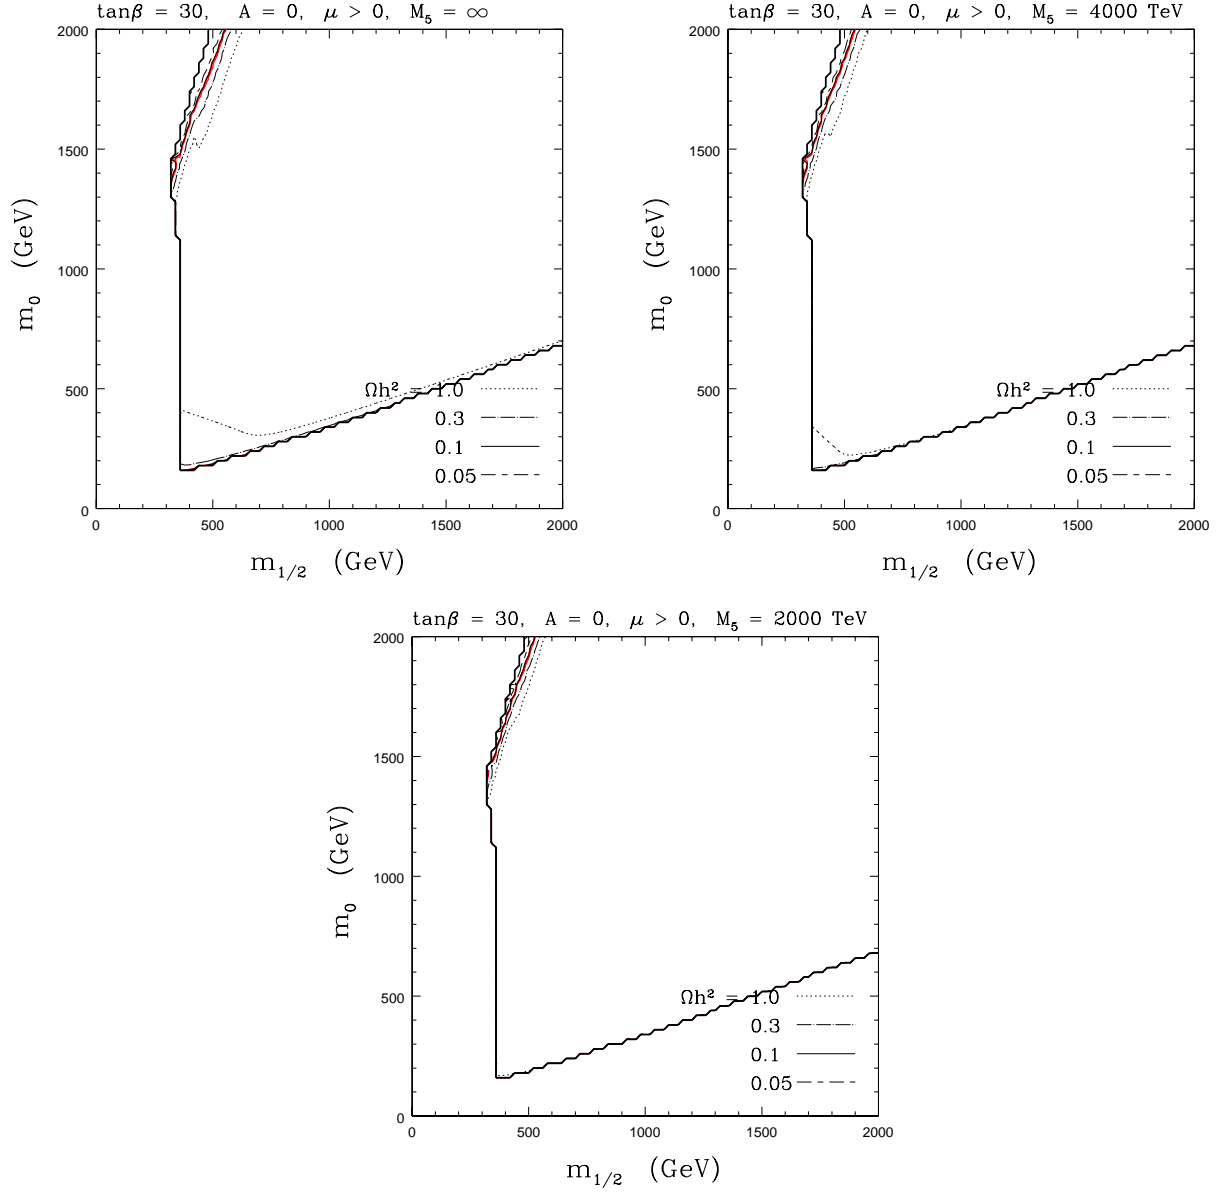 tanβ = 30, A = 0, μ > 0, M₅ = ∞
2000
1500
1000
500
0
m₀ (GeV)
Ωh² = 1.0
0.3
0.1
0.05
0 500 1000 1500 2000
m₁/₂ (GeV)
tanβ = 30, A = 0, μ > 0, M₅ = 4000 TeV
2000
1500
1000
500
0
m₀ (GeV)
Ωh² = 1.0
0.3
0.1
0.05
0 500 1000 1500 2000
m₁/₂ (GeV)
tanβ = 30, A = 0, μ > 0, M₅ = 2000 TeV
2000
1500
1000
500
0
m₀ (GeV)
Ωh² = 1.0
0.3
0.1
0.05
0 500 1000 1500 2000
m₁/₂ (GeV)